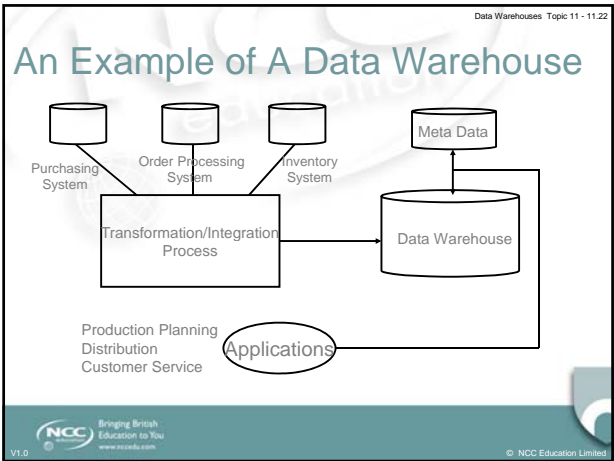 Data Warehouses  Topic 11 - 11.22
An Example of A Data Warehouse
Meta Data
Purchasing
System
Order Processing
System
Inventory
System
Transformation/Integration
Process
Data Warehouse
Production Planning
Distribution
Customer Service
Applications
NCC
education
Bringing British
Education to You
www.nccedu.com
V1.0
© NCC Education Limited